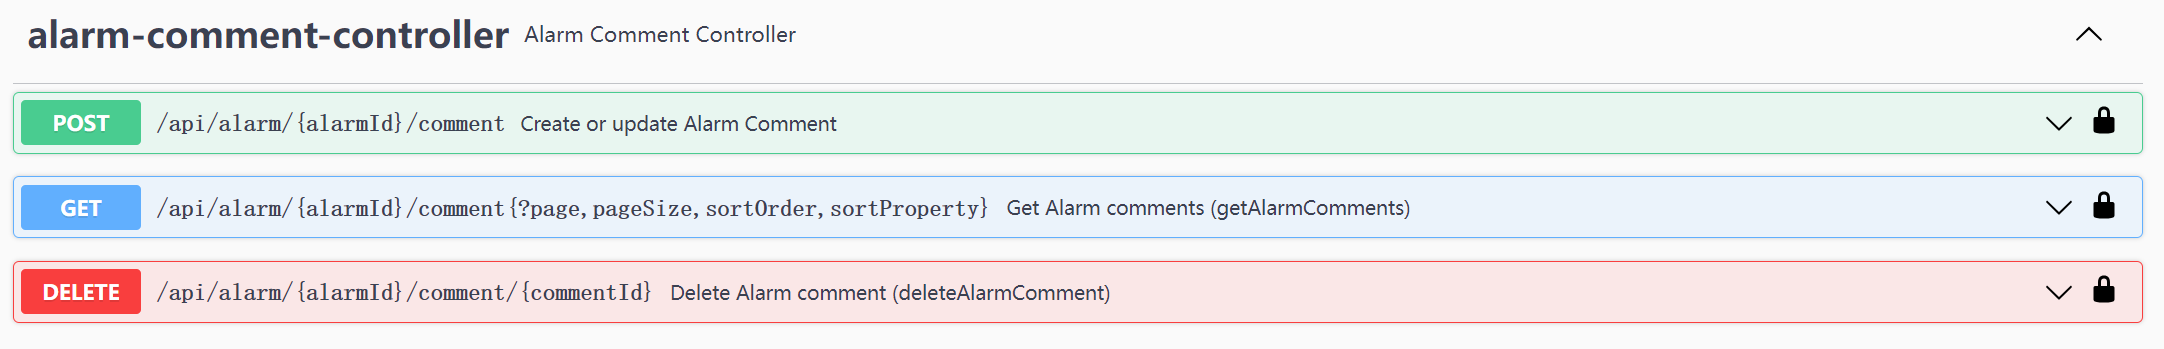 alarm-comment-controller Alarm Comment Controller
POST /api/alarm/{alarmId}/comment Create or update Alarm Comment
GET /api/alarm/{alarmId}/comment{?page,pageSize,sortOrder,sortProperty} Get Alarm comments (getAlarmComments)
DELETE /api/alarm/{alarmId}/comment/{commentId} Delete Alarm comment (deleteAlarmComment)